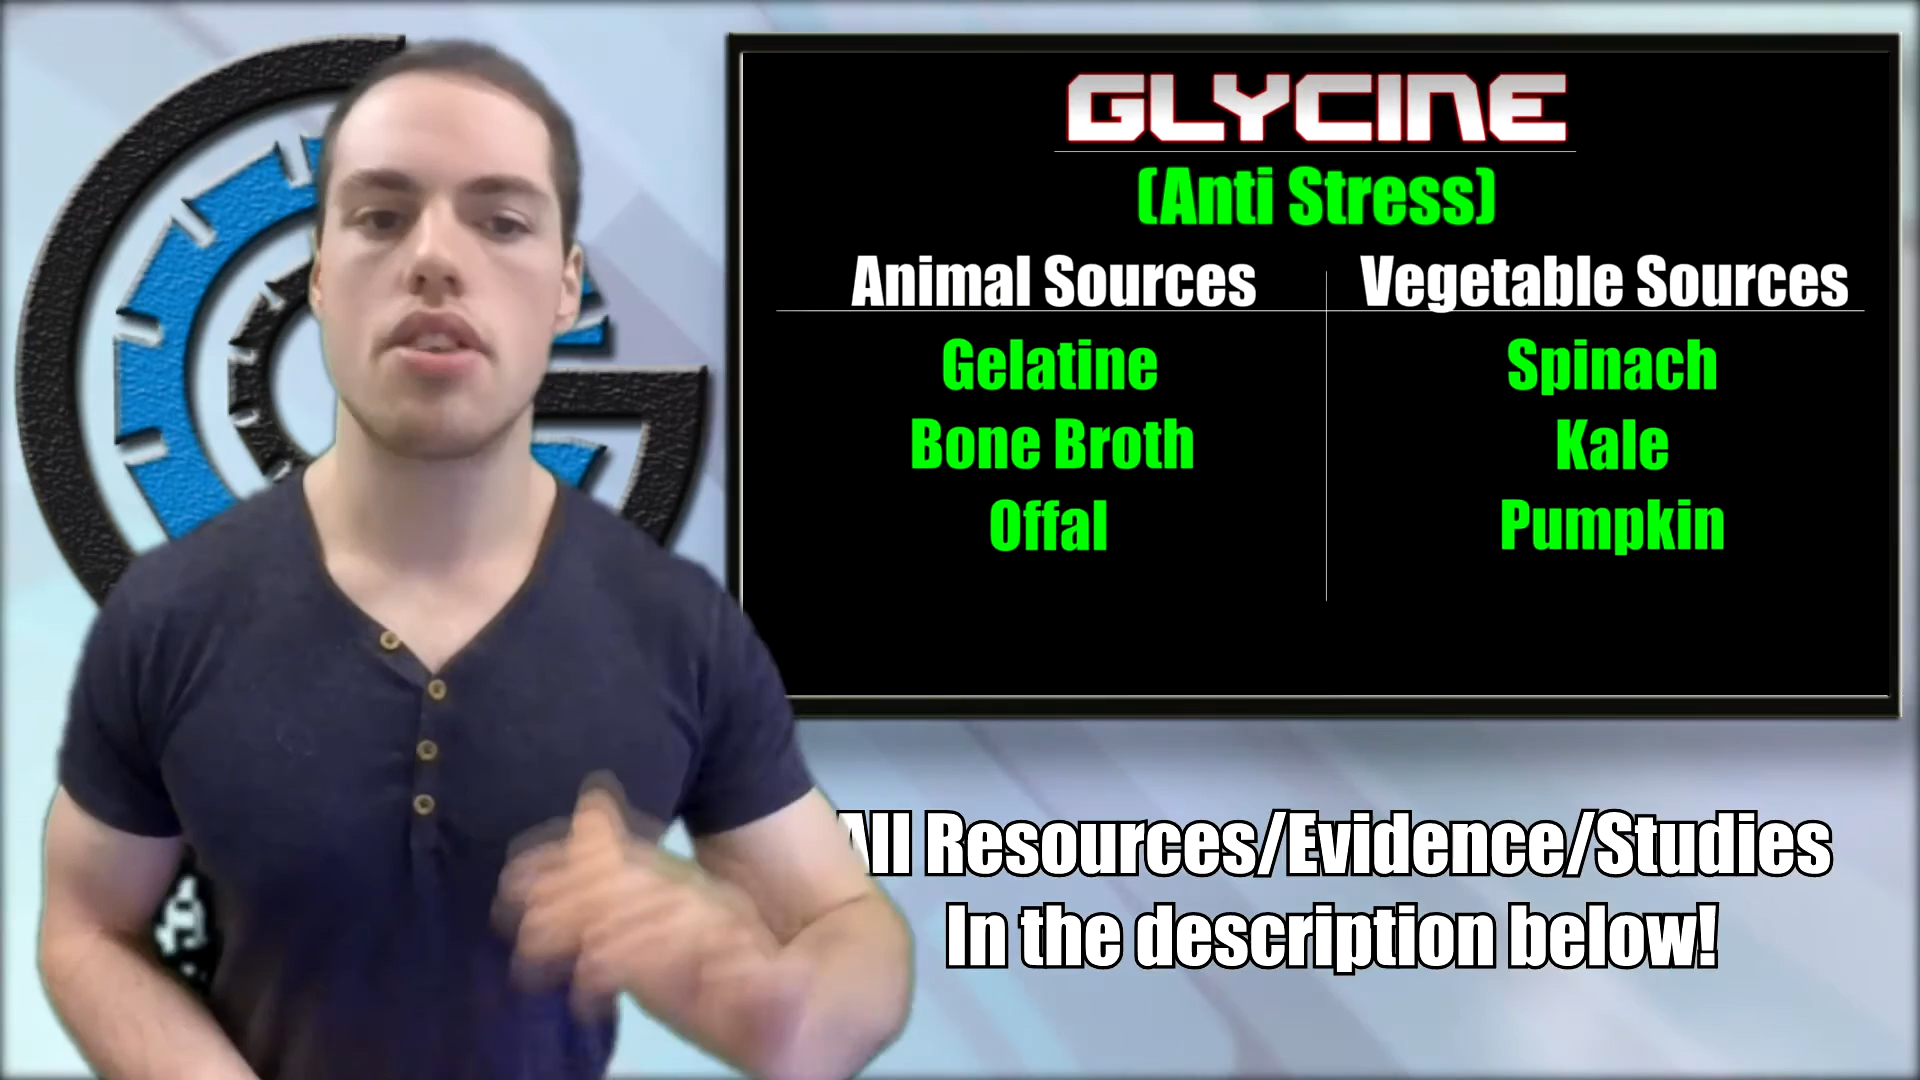 GLYCINE
(Anti Stress)
Animal Sources
Vegetable Sources
Gelatine
Spinach
Bone Broth
Kale
Offal
Pumpkin
All Resources/Evidence/Studies
In the description below!